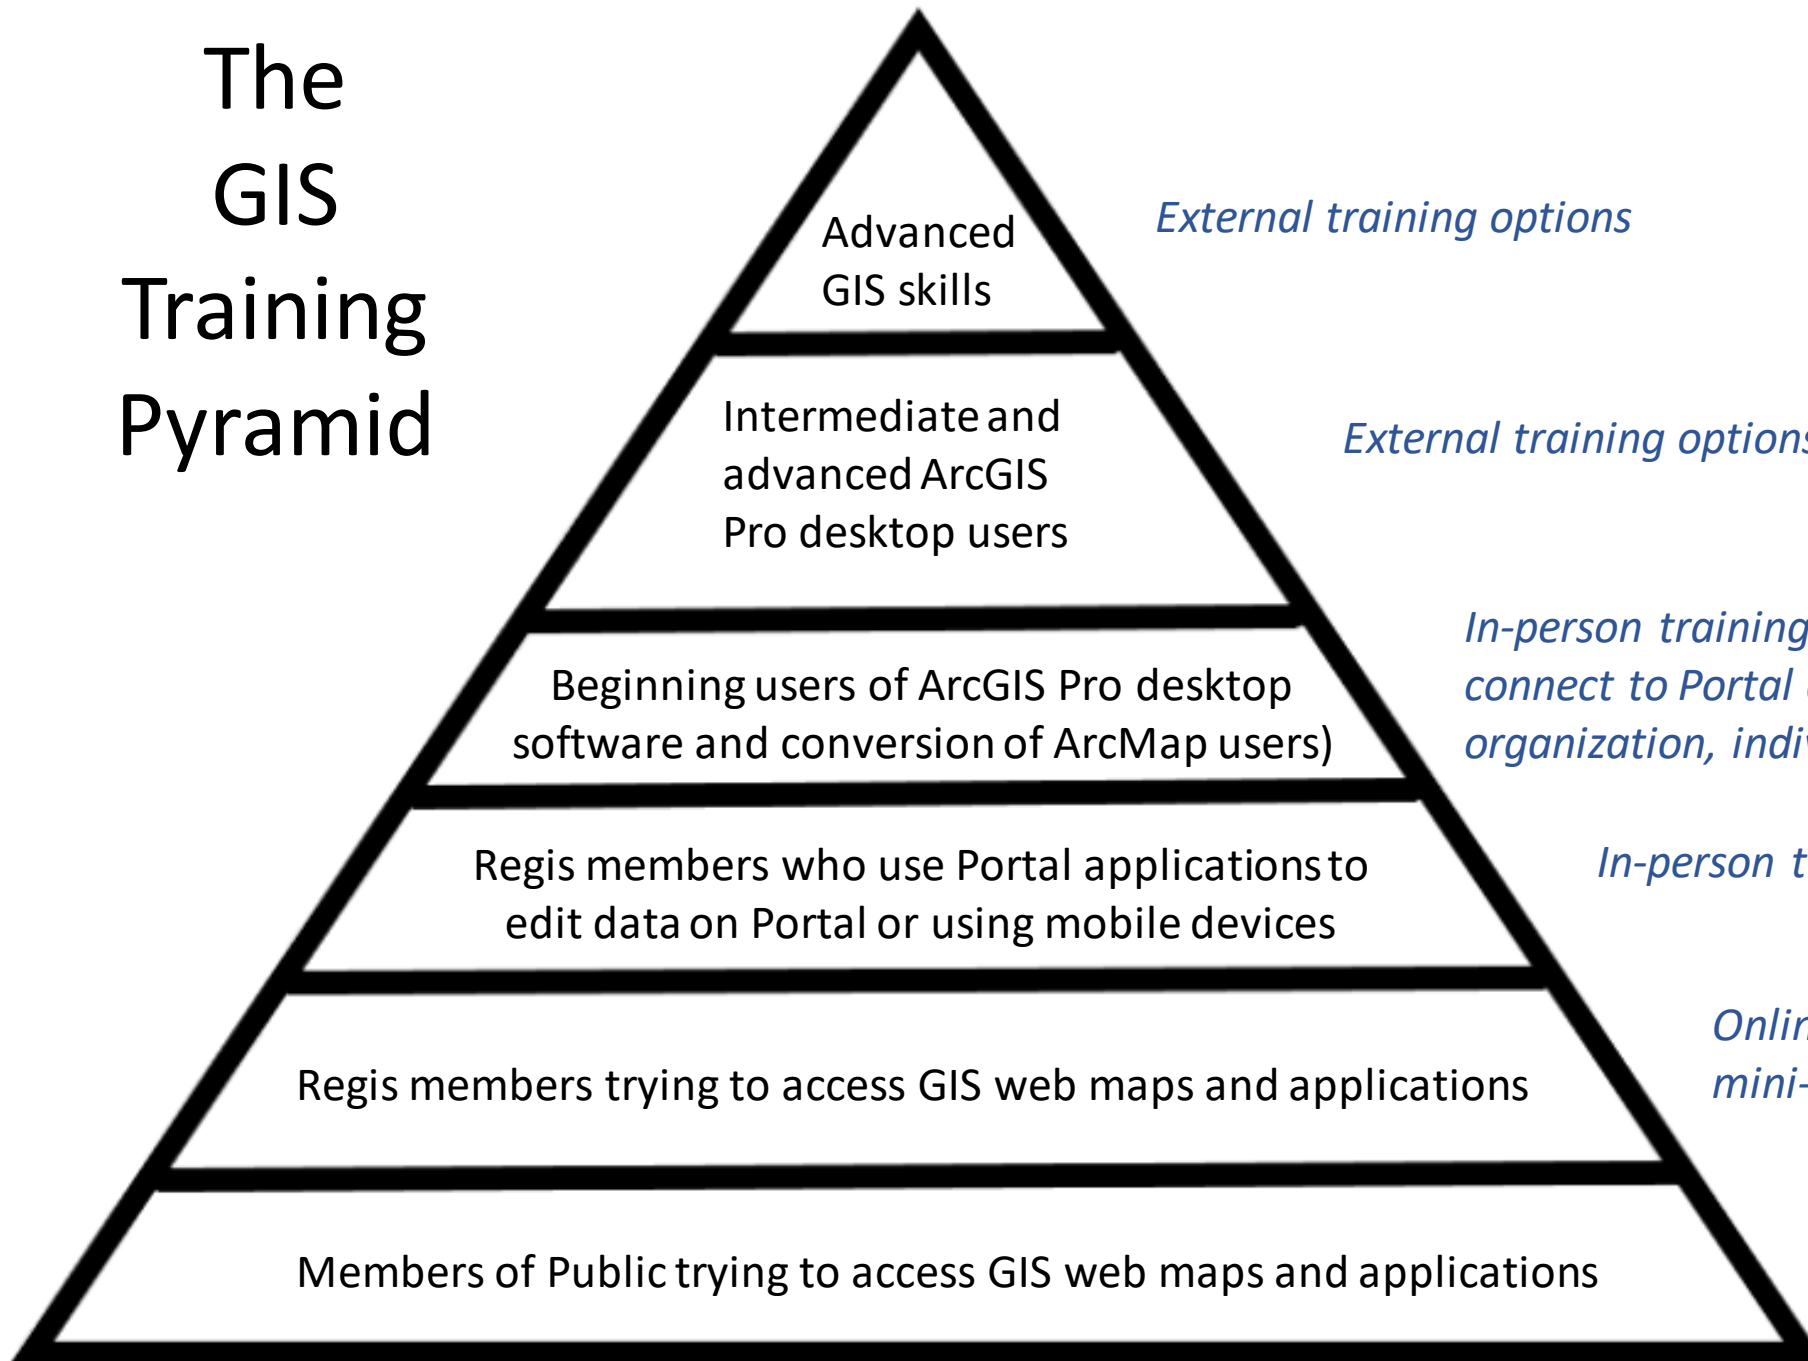 The
GIS
Training
Pyramid
Advanced
GIS skills
External training options
Intermediate and
advanced ArcGIS
Pro desktop users
External training options
Beginning users of ArcGIS Pro desktop
software and conversion of ArcMap users)
In-person training
connect to Portal
organization,
Regis members who use Portal applications to
edit data on Portal or using mobile devices
In-person
Regis members trying to access GIS web maps and applications
mini-
Members of Public trying to access GIS web maps and applications